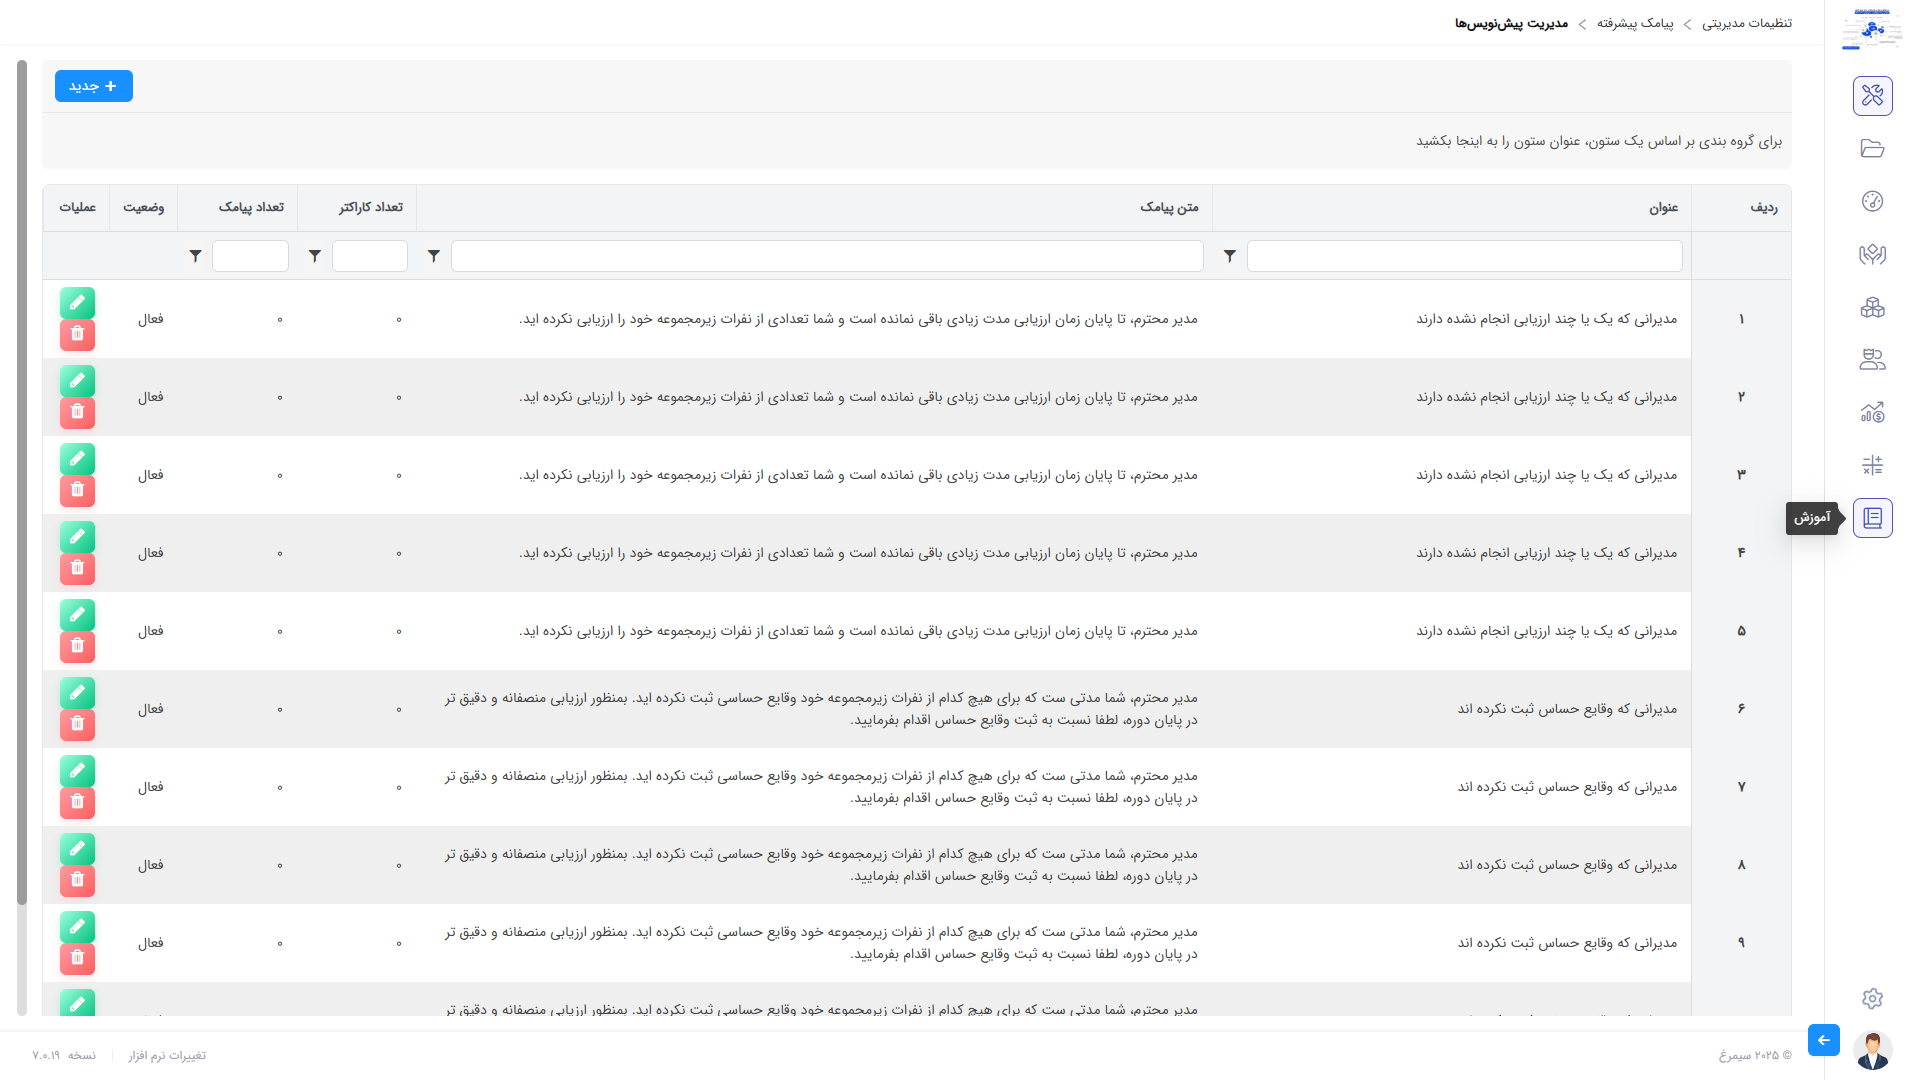 تنظیمات مدیریتی > پیامک پیشرفته > مدیریت پیش‌نویس‌ها
+ جدید
برای گروه بندی بر اساس یک ستون، عنوان ستون را به اینجا بکشید
ردیف عنوان متن پیامک تعداد کاراکتر تعداد پیامک وضعیت عملیات
۱ مدیرانی که یک یا چند ارزیابی انجام نشده دارند مدیر محترم، تا پایان زمان ارزیابی مدت زیادی باقی نمانده است و شما تعدادی از نفرات زیرمجموعه خود را ارزیابی نکرده اید. ۰ ۰ فعال
۲ مدیرانی که یک یا چند ارزیابی انجام نشده دارند مدیر محترم، تا پایان زمان ارزیابی مدت زیادی باقی نمانده است و شما تعدادی از نفرات زیرمجموعه خود را ارزیابی نکرده اید. ۰ ۰ فعال
۳ مدیرانی که یک یا چند ارزیابی انجام نشده دارند مدیر محترم، تا پایان زمان ارزیابی مدت زیادی باقی نمانده است و شما تعدادی از نفرات زیرمجموعه خود را ارزیابی نکرده اید. ۰ ۰ فعال
آموزش
۴ مدیرانی که یک یا چند ارزیابی انجام نشده دارند مدیر محترم، تا پایان زمان ارزیابی مدت زیادی باقی نمانده است و شما تعدادی از نفرات زیرمجموعه خود را ارزیابی نکرده اید. ۰ ۰ فعال
۵ مدیرانی که یک یا چند ارزیابی انجام نشده دارند مدیر محترم، تا پایان زمان ارزیابی مدت زیادی باقی نمانده است و شما تعدادی از نفرات زیرمجموعه خود را ارزیابی نکرده اید. ۰ ۰ فعال
۶ مدیرانی که وقایع حساس ثبت نکرده اند مدیر محترم، شما مدتی ست که برای هیچ کدام از نفرات زیرمجموعه خود وقایع حساسی ثبت نکرده اید. بمنظور ارزیابی منصفانه و دقیق تر ۰ ۰ فعال
در پایان دوره، لطفا نسبت به ثبت وقایع حساس اقدام بفرمایید.
۷ مدیرانی که وقایع حساس ثبت نکرده اند مدیر محترم، شما مدتی ست که برای هیچ کدام از نفرات زیرمجموعه خود وقایع حساسی ثبت نکرده اید. بمنظور ارزیابی منصفانه و دقیق تر ۰ ۰ فعال
در پایان دوره، لطفا نسبت به ثبت وقایع حساس اقدام بفرمایید.
۸ مدیرانی که وقایع حساس ثبت نکرده اند مدیر محترم، شما مدتی ست که برای هیچ کدام از نفرات زیرمجموعه خود وقایع حساسی ثبت نکرده اید. بمنظور ارزیابی منصفانه و دقیق تر ۰ ۰ فعال
در پایان دوره، لطفا نسبت به ثبت وقایع حساس اقدام بفرمایید.
۹ مدیرانی که وقایع حساس ثبت نکرده اند مدیر محترم، شما مدتی ست که برای هیچ کدام از نفرات زیرمجموعه خود وقایع حساسی ثبت نکرده اید. بمنظور ارزیابی منصفانه و دقیق تر ۰ ۰ فعال
در پایان دوره، لطفا نسبت به ثبت وقایع حساس اقدام بفرمایید.
مدیر محترم، شما مدتی ست که برای هیچ کدام از نفرات زیرمجموعه خود وقایع حساسی ثبت نکرده اید. بمنظور ارزیابی منصفانه و دقیق تر
© ۲۰۲۵ سیمرغ تغییرات نرم افزار نسخه ۷.۰.۱۹